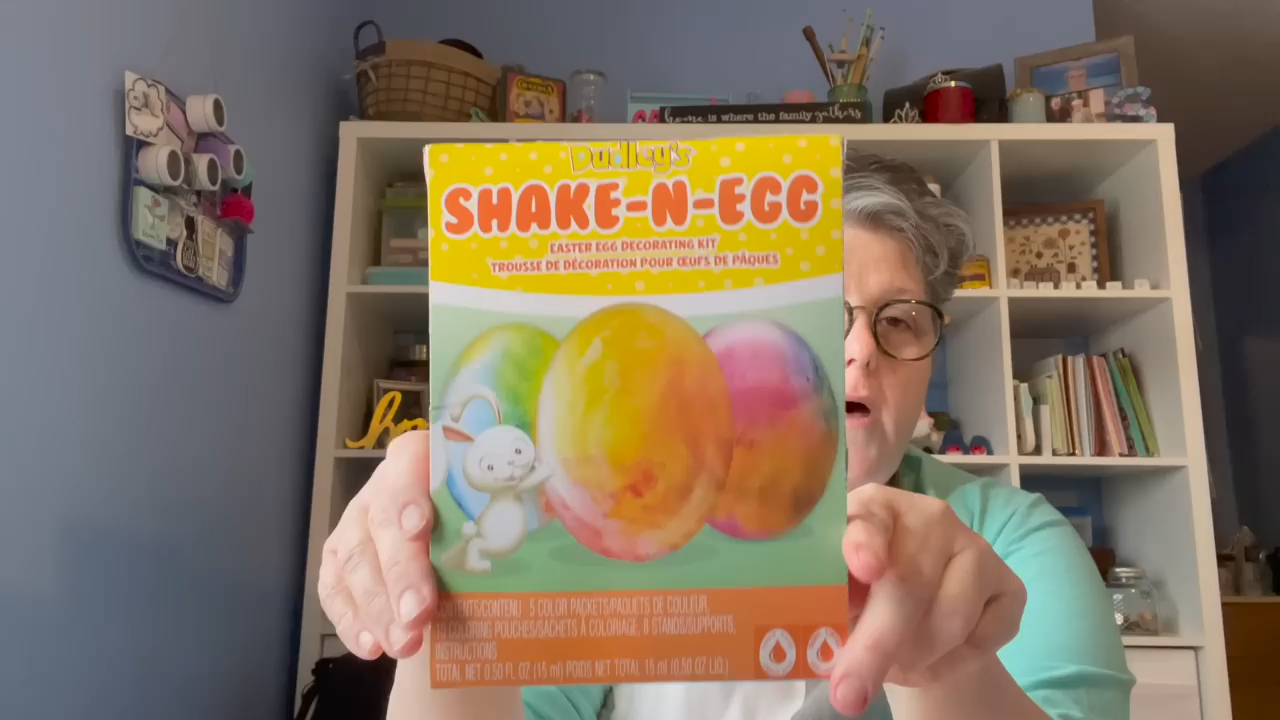 home is where the family gathers
Dudley's
SHAKE-N-EGG
EASTER EGG DECORATING KIT
TROUSSE DE DÉCORATION POUR ŒUFS DE PÂQUES
CONTENTS/CONTENU : 5 COLOR PACKETS/PAQUETS DE COULEUR,
10 COLORING POUCHES/SACHETS À COLORIAGE, 8 STANDS/SUPPORTS,
INSTRUCTIONS
TOTAL NET 0.50 FL OZ (15 ml) POIDS NET TOTAL 15 ml (0.50 OZ LIQ.)